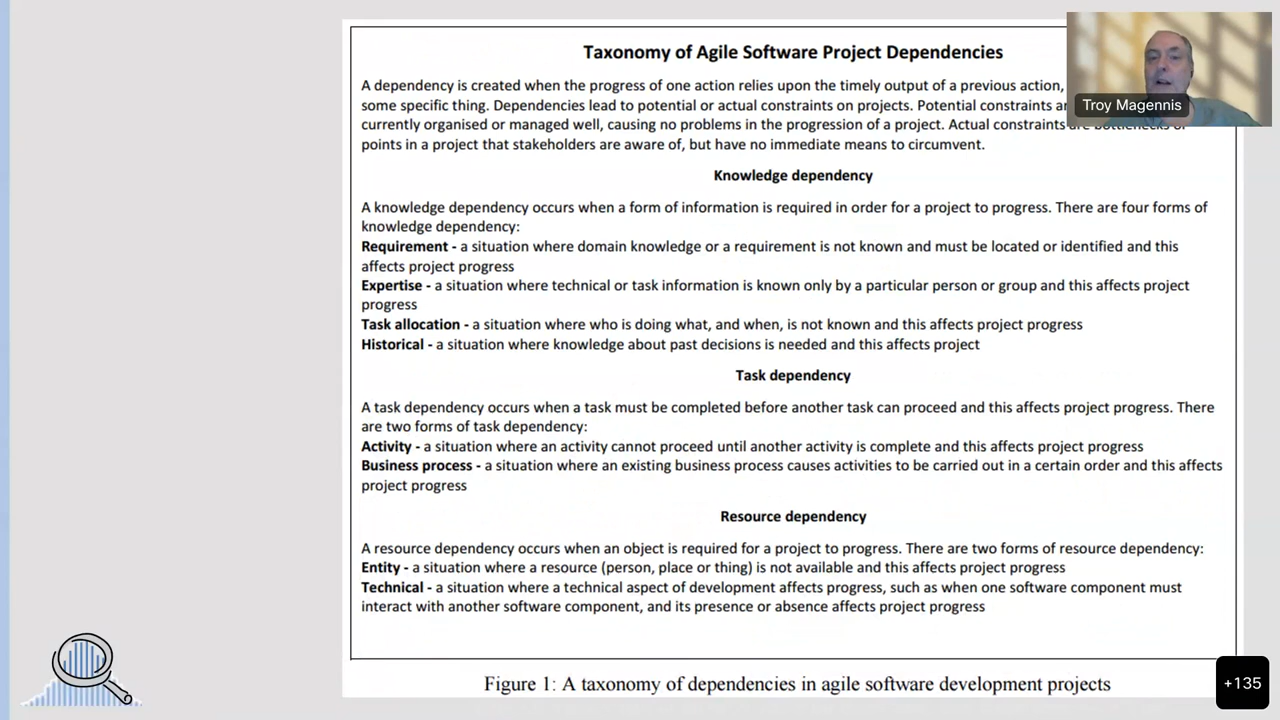 Taxonomy of Agile Software Project Dependencies
A dependency is created when the progress of one action relies upon the timely output of a previous action,
some specific thing. Dependencies lead to potential or actual constraints on projects. Potential constraints
currently organised or managed well, causing no problems in the progression of a project. Actual constraints are bottlenecks or
points in a project that stakeholders are aware of, but have no immediate means to circumvent.
Troy Magennis
Knowledge dependency
A knowledge dependency occurs when a form of information is required in order for a project to progress. There are four forms of
knowledge dependency:
Requirement - a situation where domain knowledge or a requirement is not known and must be located or identified and this
affects project progress
Expertise - a situation where technical or task information is known only by a particular person or group and this affects project
progress
Task allocation - a situation where who is doing what, and when, is not known and this affects project progress
Historical - a situation where knowledge about past decisions is needed and this affects project
Task dependency
A task dependency occurs when a task must be completed before another task can proceed and this affects project progress. There
are two forms of task dependency:
Activity - a situation where an activity cannot proceed until another activity is complete and this affects project progress
Business process - a situation where an existing business process causes activities to be carried out in a certain order and this affects
project progress
Resource dependency
A resource dependency occurs when an object is required for a project to progress. There are two forms of resource dependency:
Entity - a situation where a resource (person, place or thing) is not available and this affects project progress
Technical - a situation where a technical aspect of development affects progress, such as when one software component must
interact with another software component, and its presence or absence affects project progress
Figure 1: A taxonomy of dependencies in agile software development projects
+135